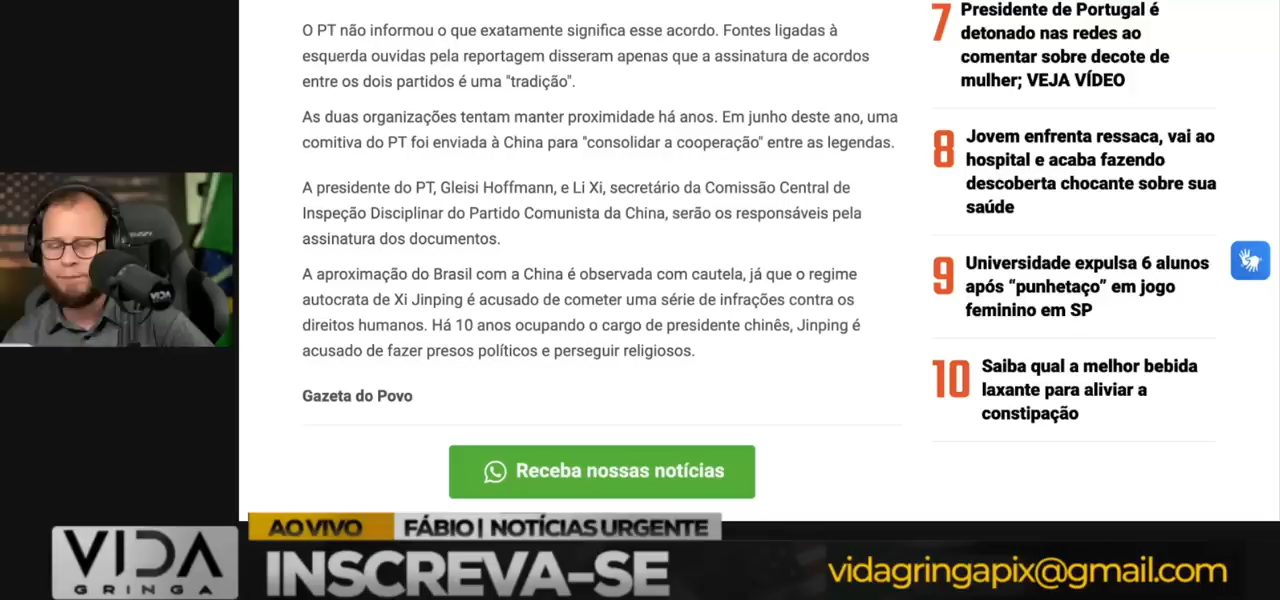 O PT não informou o que exatamente significa esse acordo. Fontes ligadas à
esquerda ouvidas pela reportagem disseram apenas que a assinatura de acordos
entre os dois partidos é uma "tradição".
As duas organizações tentam manter proximidade há anos. Em junho deste ano, uma
comitiva do PT foi enviada à China para "consolidar a cooperação" entre as legendas.
A presidente do PT, Gleisi Hoffmann, e Li Xi, secretário da Comissão Central de
Inspeção Disciplinar do Partido Comunista da China, serão os responsáveis pela
assinatura dos documentos.
A aproximação do Brasil com a China é observada com cautela, já que o regime
autocrata de Xi Jinping é acusado de cometer uma série de infrações contra os
direitos humanos. Há 10 anos ocupando o cargo de presidente chinês, Jinping é
acusado de fazer presos políticos e perseguir religiosos.
Gazeta do Povo
Receba nossas notícias
7 Presidente de Portugal é
detonado nas redes ao
comentar sobre decote de
mulher; VEJA VÍDEO
8 Jovem enfrenta ressaca, vai ao
hospital e acaba fazendo
descoberta chocante sobre sua
saúde
9 Universidade expulsa 6 alunos
após “punhetaço” em jogo
feminino em SP
10 Saiba qual a melhor bebida
laxante para aliviar a
constipação
VIDA
VIDA
GRINGA
AO VIVO FÁBIO | NOTÍCIAS URGENTE
INSCREVA-SE
vidagringapix@gmail.com